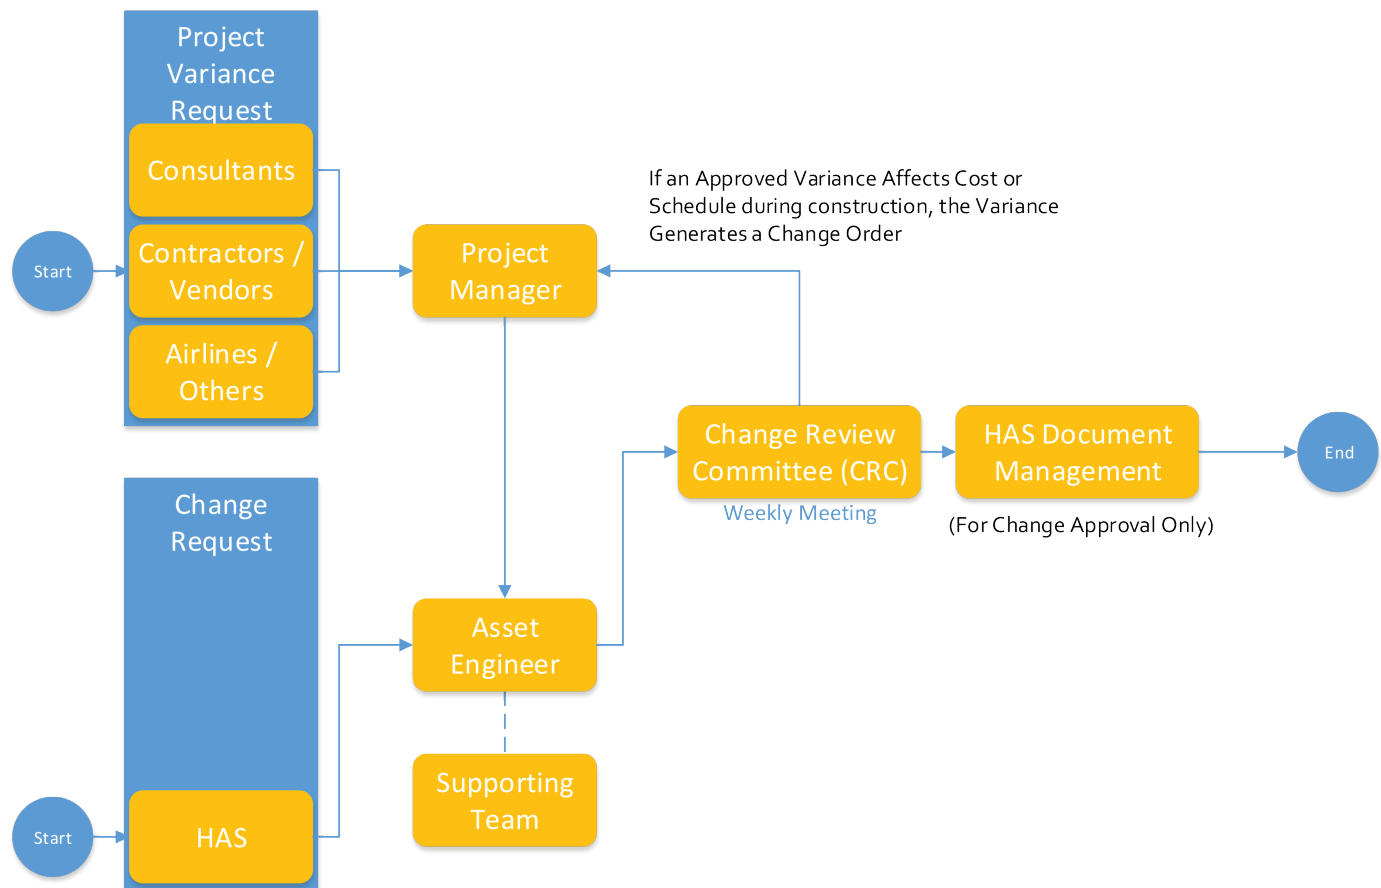 Project
Variance
Request
Consultants
Contractors /
Vendors
Airlines /
Others
Start
Project
Manager
If an Approved Variance Affects Cost or
Schedule during construction, the Variance
Generates a Change Order
Change Review
Committee (CRC)
Weekly Meeting
HAS Document
Management
(For Change Approval Only)
End
Change
Request
Asset
Engineer
Supporting
Team
Start
HAS